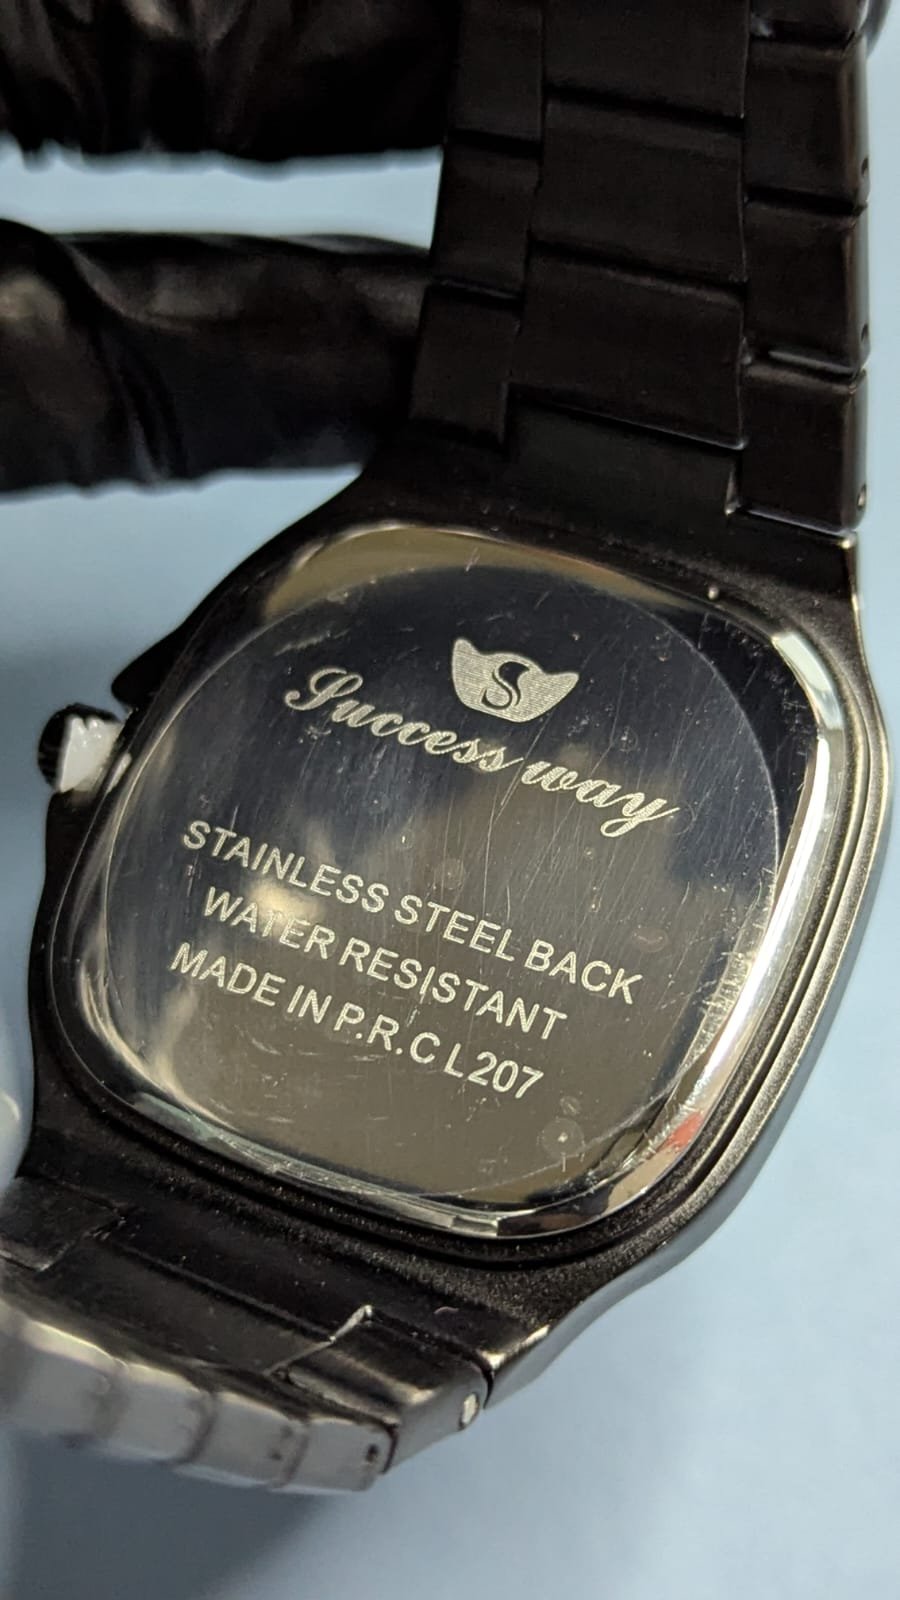 S
Success way
STAINLESS STEEL BACK
WATER RESISTANT
MADE IN P.R.C L207